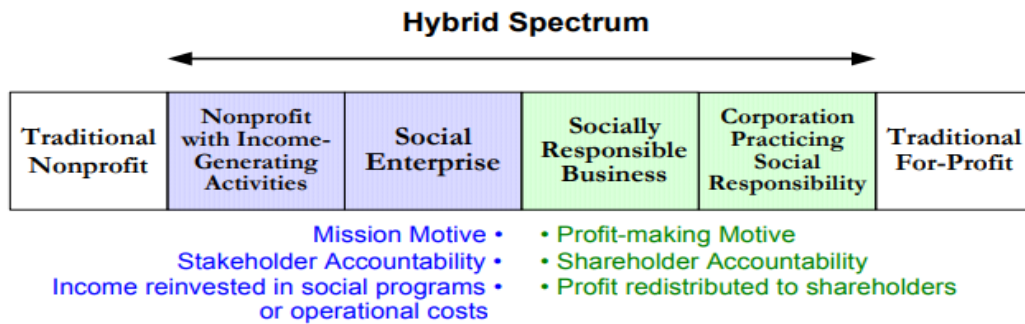 Hybrid Spectrum
Traditional
Nonprofit
Nonprofit
with Income-
Generating
Activities
Social
Enterprise
Socially
Responsible
Business
Corporation
Practicing
Social
Responsibility
Traditional
For-Profit
Mission Motive •
Stakeholder Accountability •
Income reinvested in social programs •
or operational costs
• Profit-making Motive
• Shareholder Accountability
• Profit redistributed to shareholders